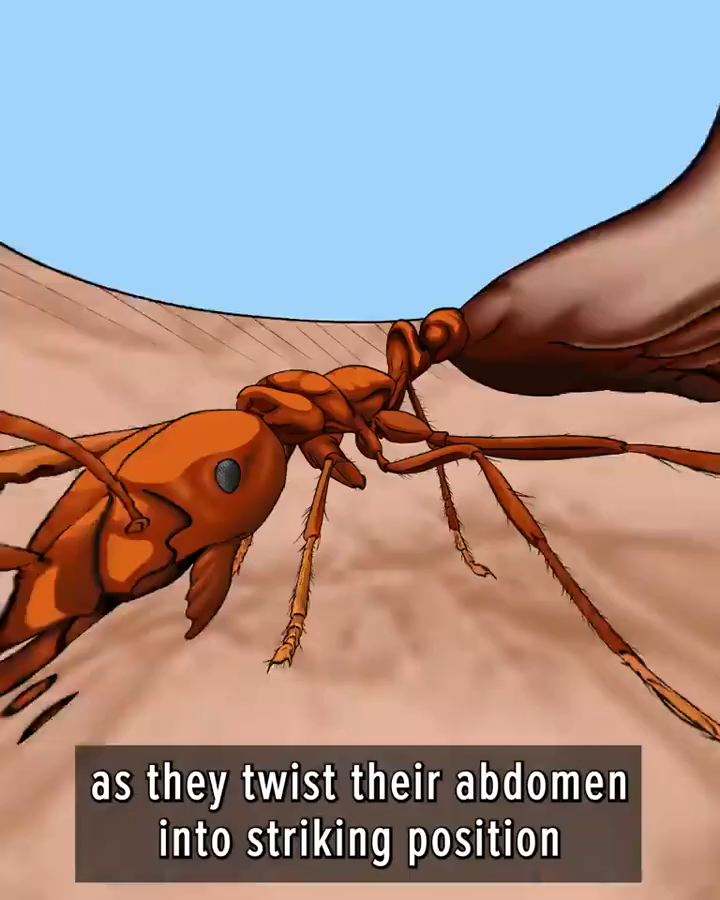 as they twist their abdomen
into striking position